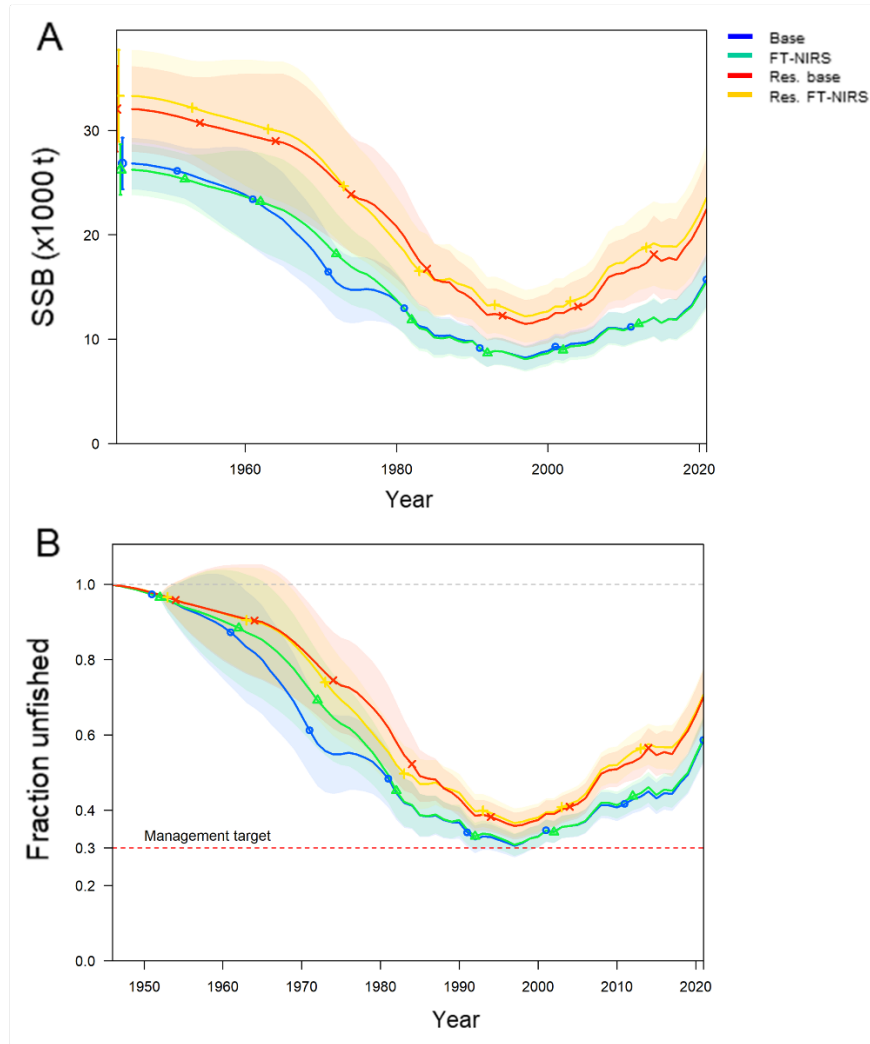 A
Base
FT-NIRS
Res. base
Res. FT-NIRS
SSB (x1000 t)
30
20
10
0
1960
1980
2000
2020
Year
B
Fraction unfished
1.0
0.8
0.6
0.4
Management target
0.3
0.2
0.0
1950
1960
1970
1980
1990
2000
2010
2020
Year